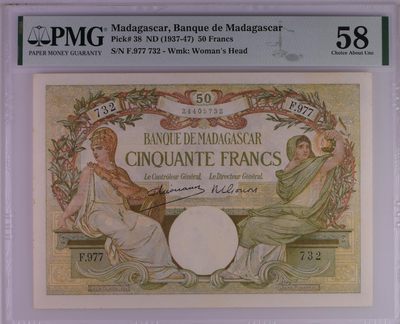 PMG
PAPER MONEY GUARANTY
Madagascar, Banque de Madagascar
Pick# 38 ND (1937-47) 50 Francs
S/N F.977 732 - Wmk: Woman's Head
58
Choice About Unc
732
50
24405732
F.977
BANQUE DE MADAGASCAR
CINQUANTE FRANCS
Le Contrôleur Général,
Le Directeur Général,
F.977
732